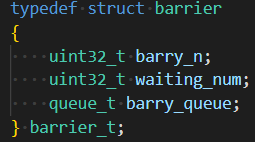 typedef struct barrier
{
    uint32_t barry_n;
    uint32_t waiting_num;
    queue_t barry_queue;
} barrier_t;